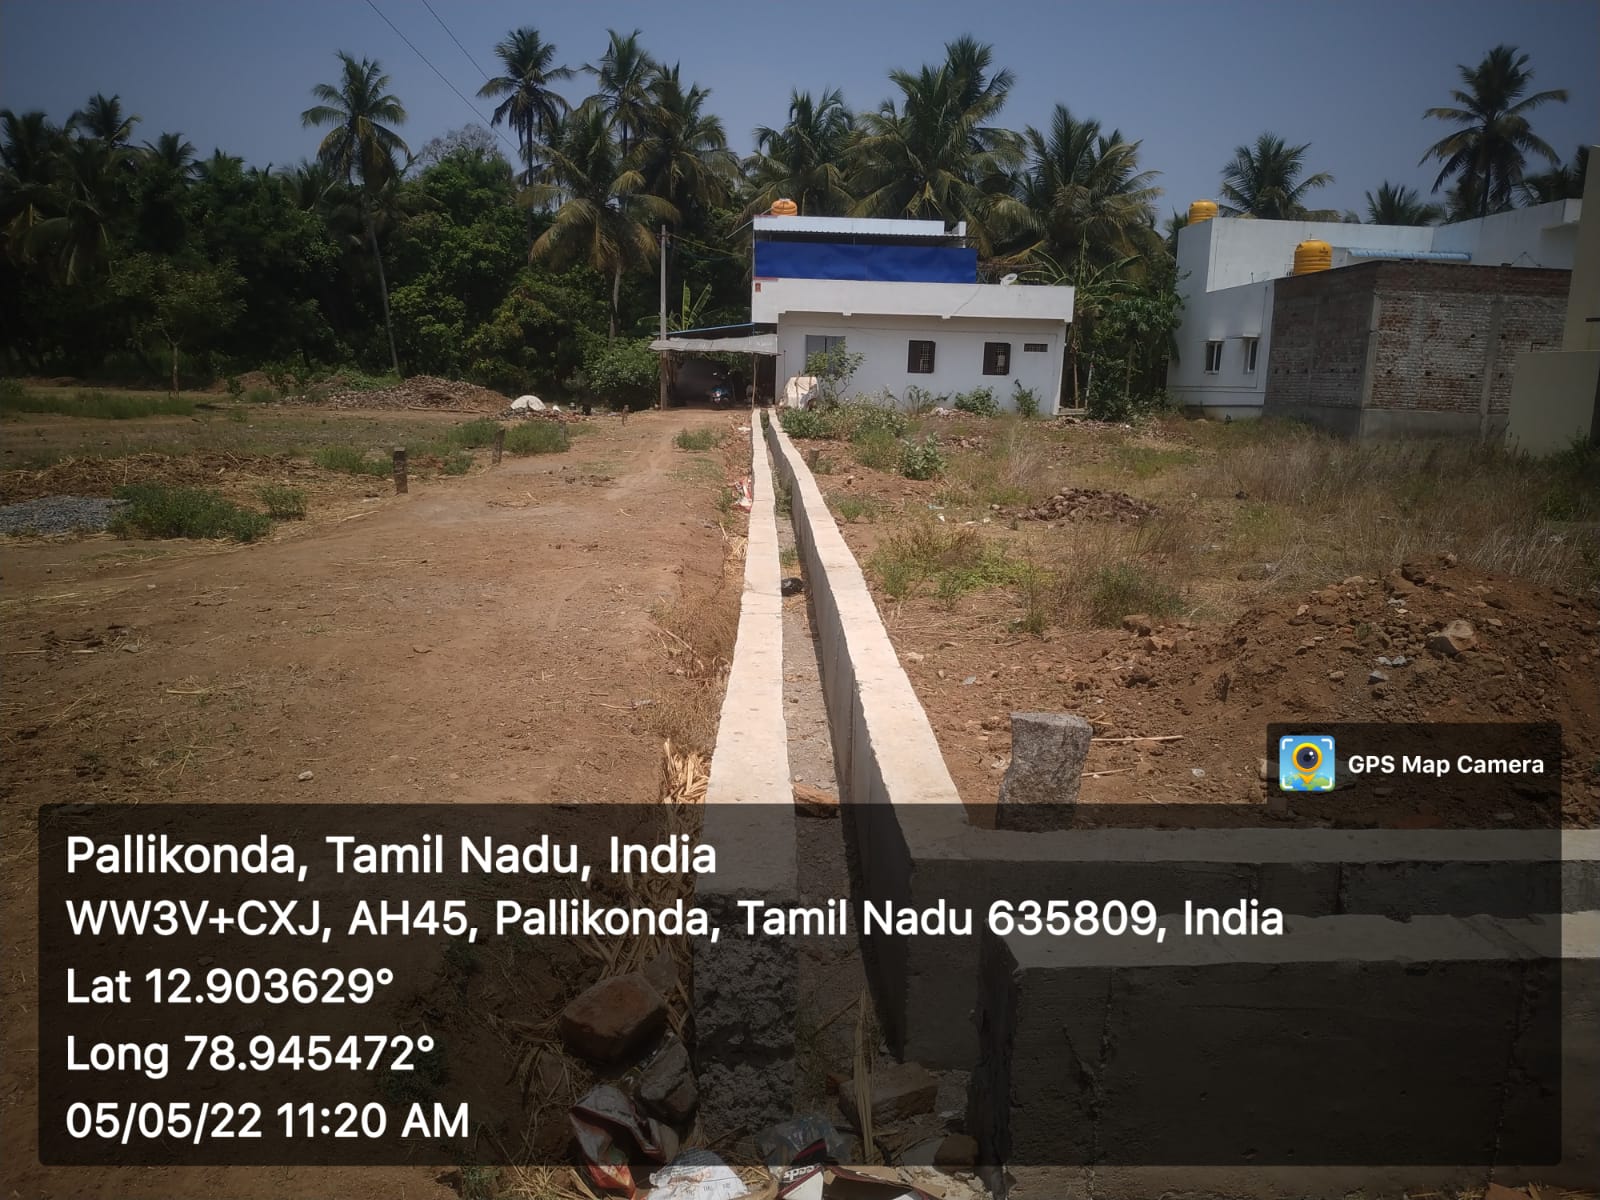 GPS Map Camera
Pallikonda, Tamil Nadu, India
WW3V+CXJ, AH45, Pallikonda, Tamil Nadu 635809, India
Lat 12.903629°
Long 78.945472°
05/05/22 11:20 AM